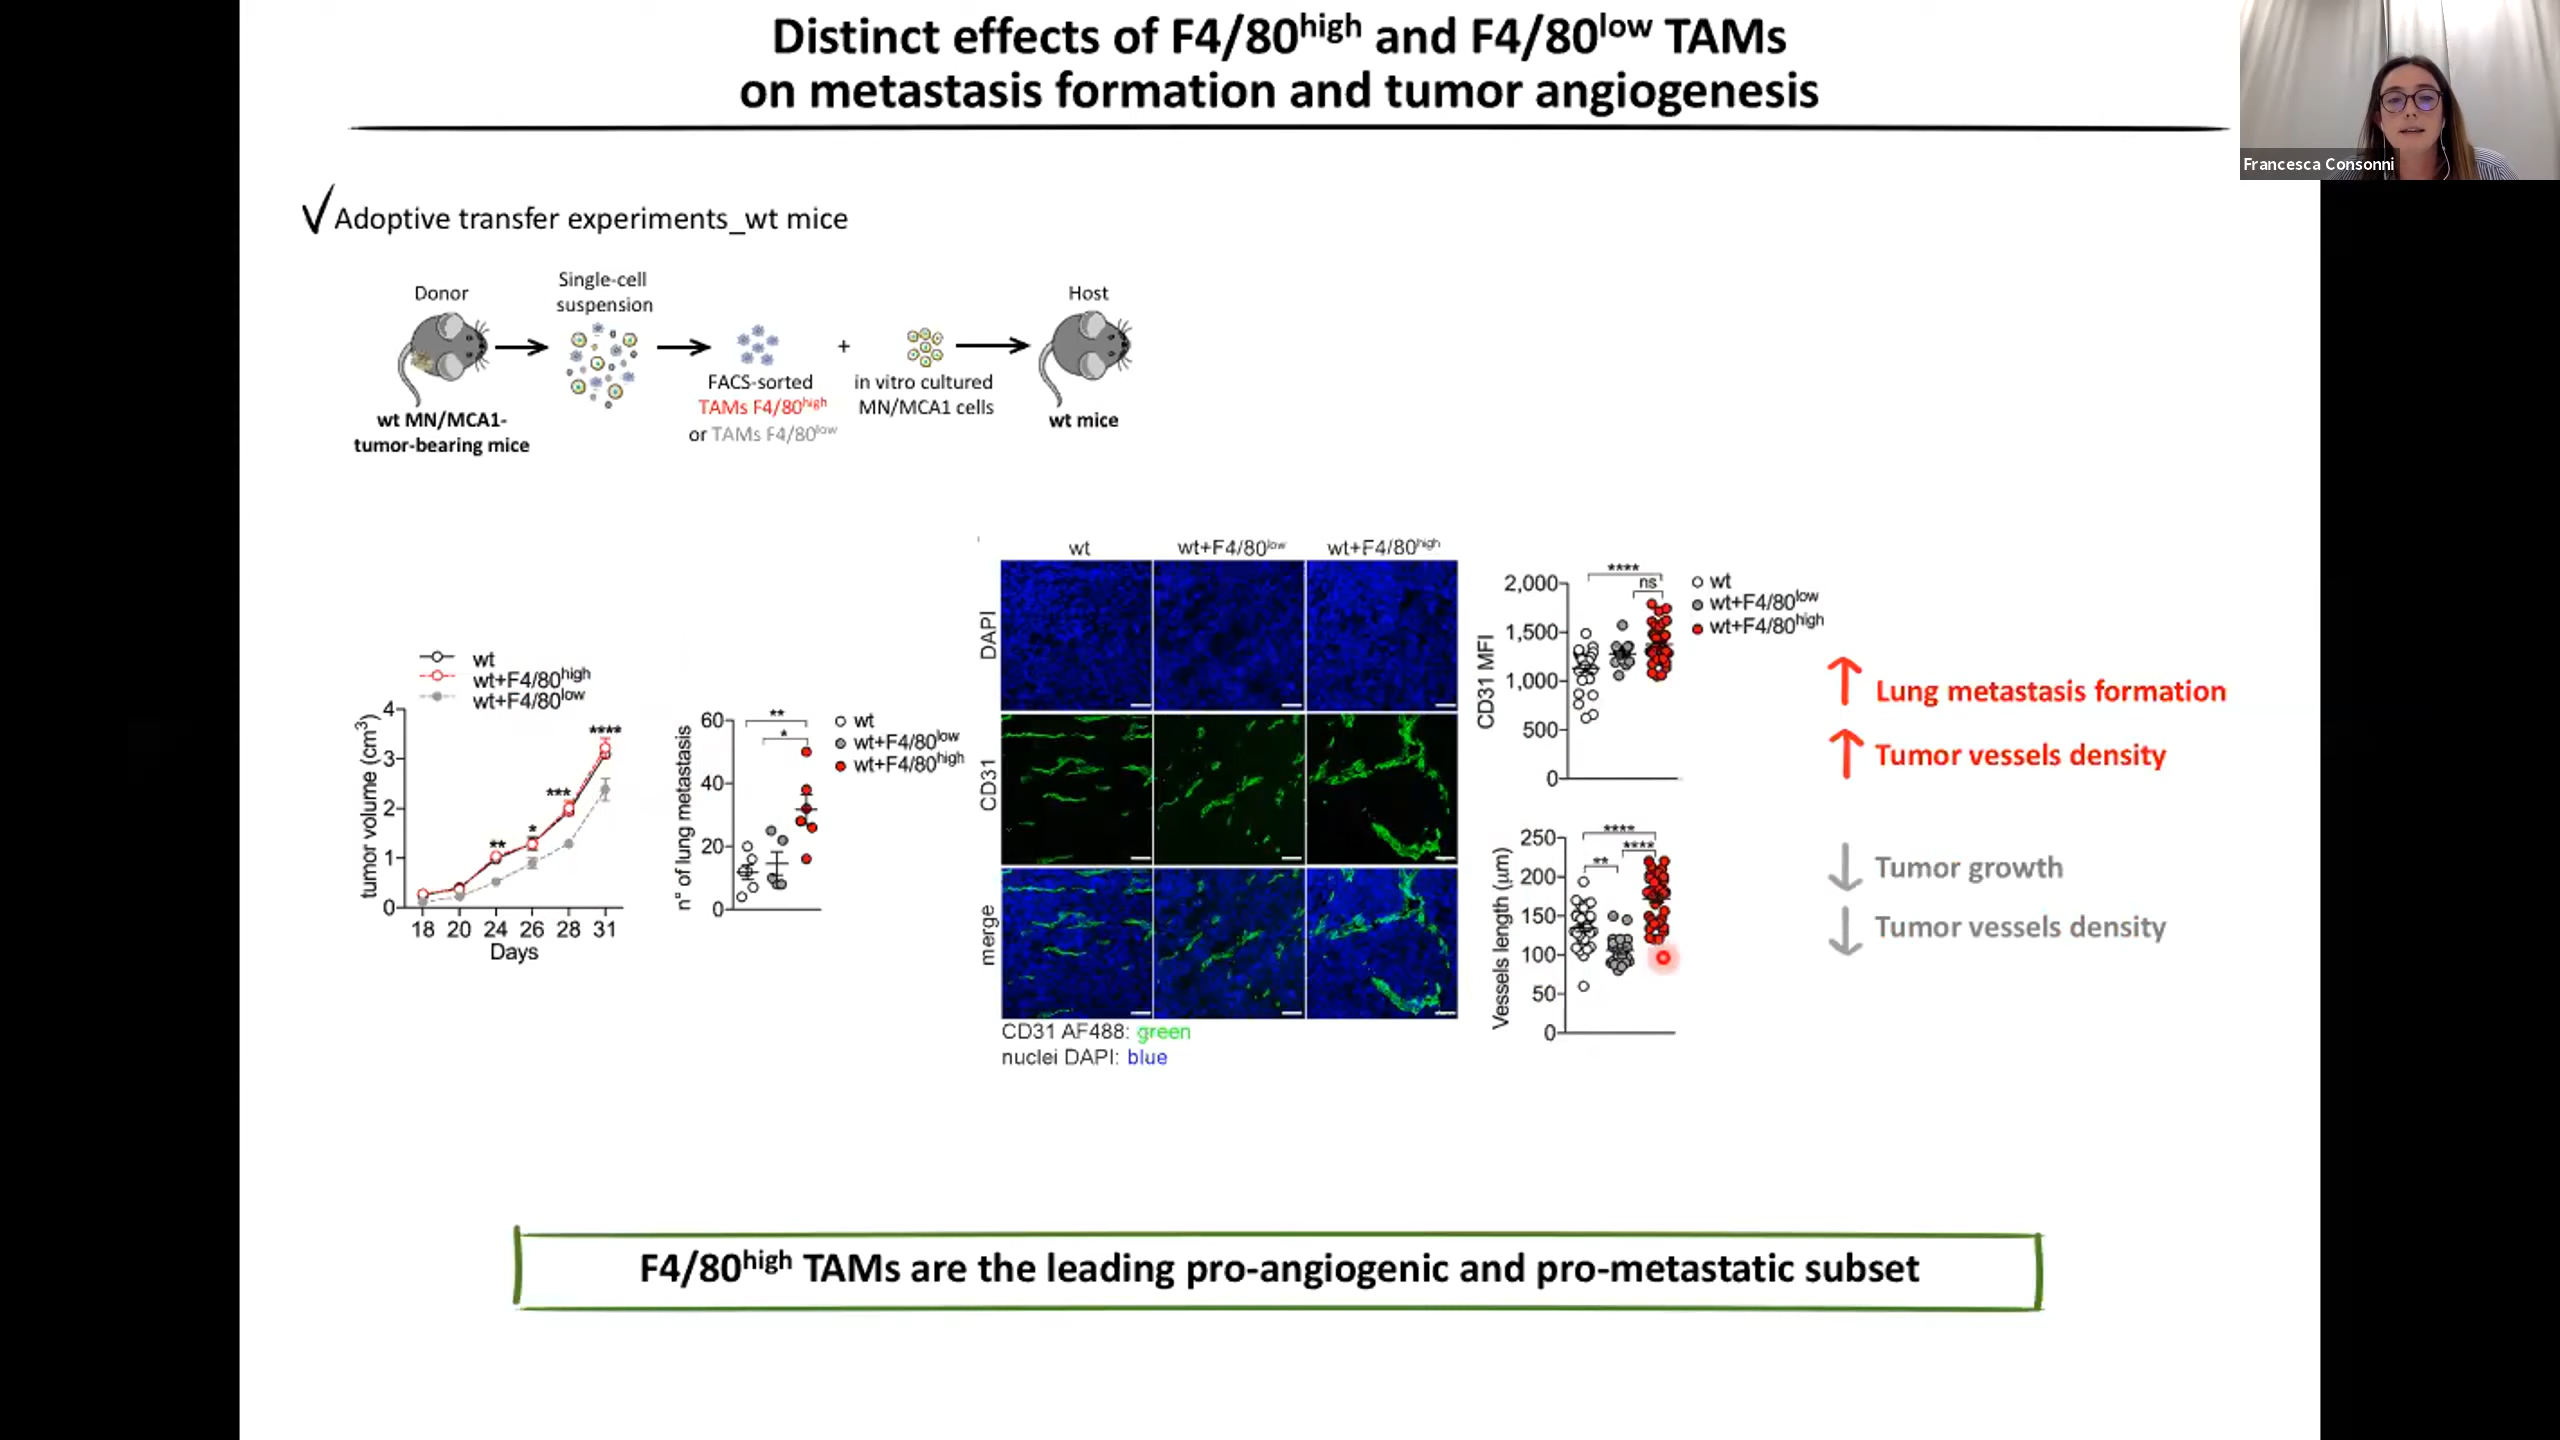 Distinct effects of F4/80high and F4/80low TAMs
on metastasis formation and tumor angiogenesis
Francesca Consonni
Adoptive transfer experiments_wt mice
Donor
Single-cell
suspension
Host
+
FACS-sorted
TAMs F4/80high
or TAMs F4/80low
in vitro cultured
MN/MCA1 cells
wt MN/MCA1-
tumor-bearing mice
wt mice
wt
wt+F4/80high
wt+F4/80low
tumor volume (cm3)
4
3
2
1
0
**
*
***
****
18 20 24 26 28 31
Days
n° of lung metastasis
60
40
20
0
**
*
wt
wt+F4/80low
wt+F4/80high
wt
wt+F4/80low
wt+F4/80high
DAPI
CD31
merge
CD31 AF488: green
nuclei DAPI: blue
CD31 MFI
2,000
1,500
1,000
500
0
****
ns
wt
wt+F4/80low
wt+F4/80high
Vessels length (µm)
250
200
150
100
50
0
****
****
**
Lung metastasis formation
Tumor vessels density
Tumor growth
Tumor vessels density
F4/80high TAMs are the leading pro-angiogenic and pro-metastatic subset